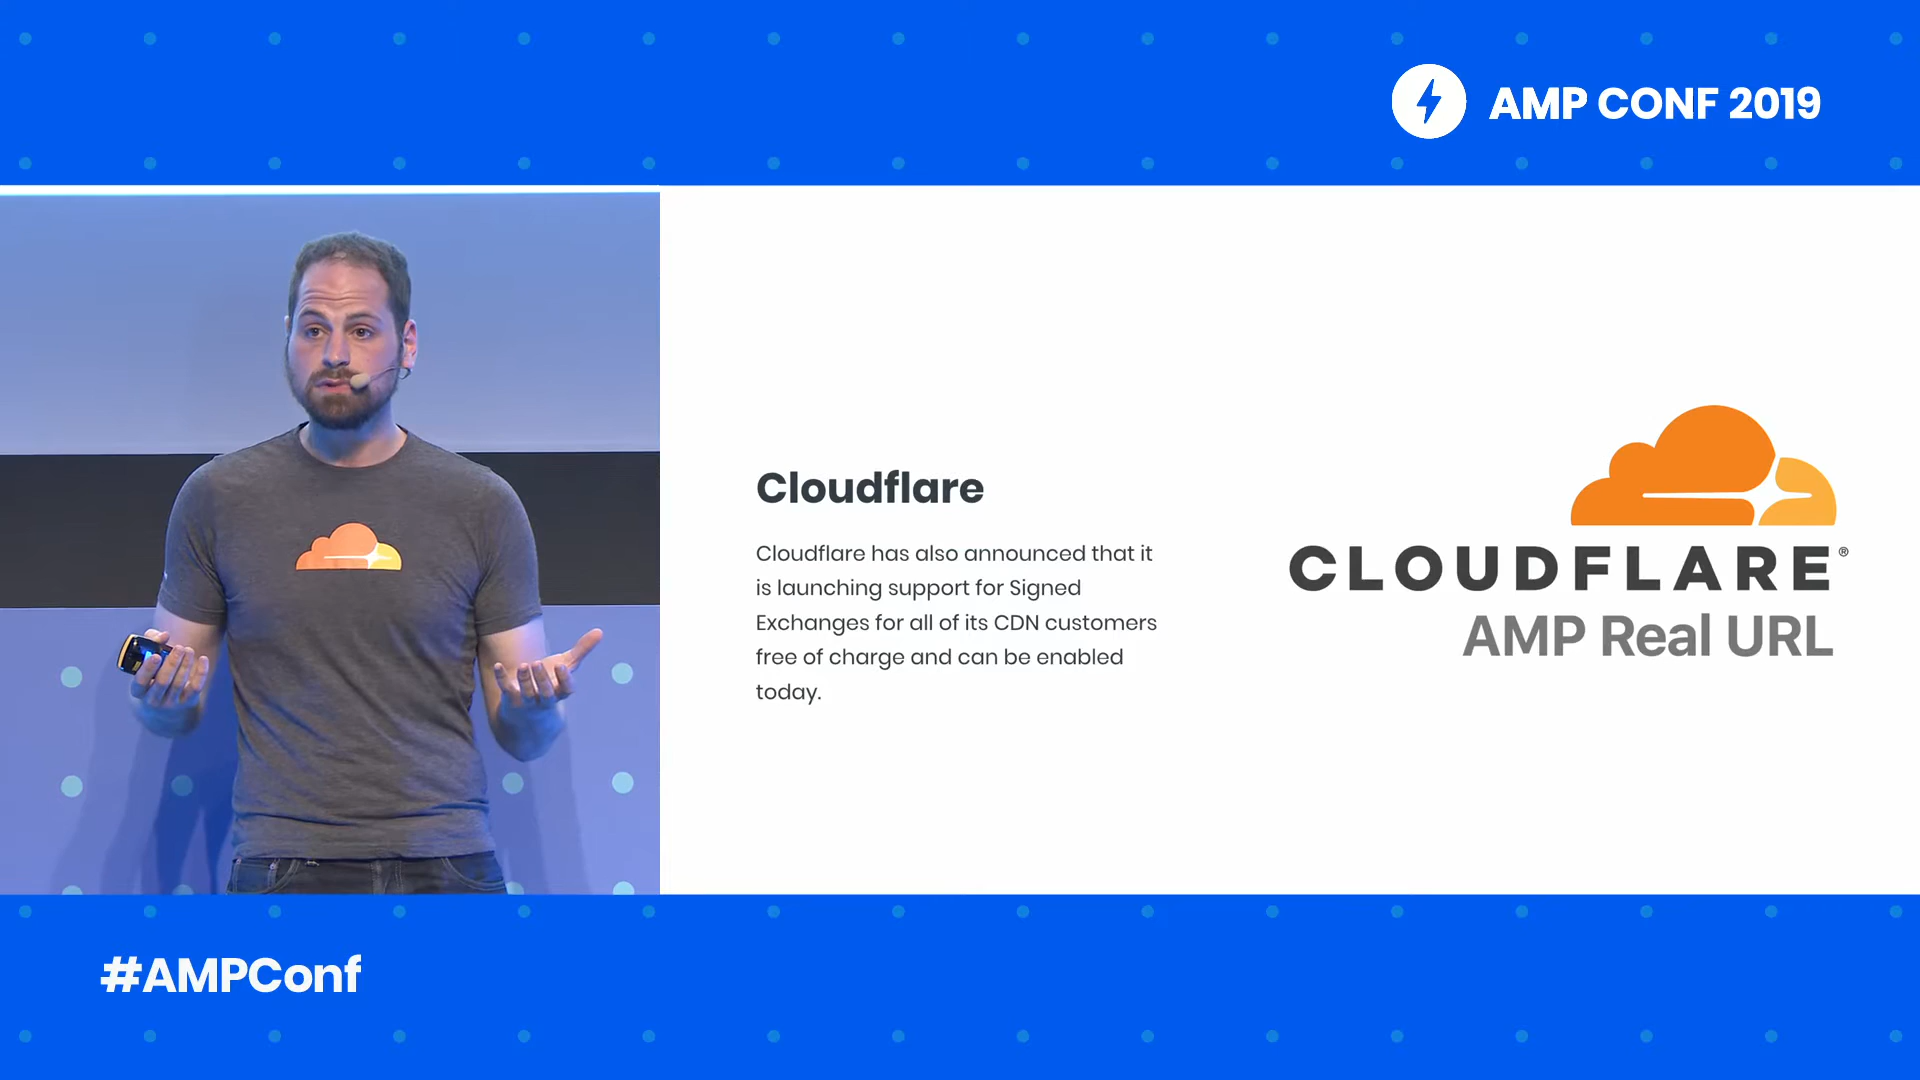 AMP CONF 2019
Cloudflare
Cloudflare has also announced that it
is launching support for Signed
Exchanges for all of its CDN customers
free of charge and can be enabled
today.
CLOUDFLARE®
AMP Real URL
#AMPConf